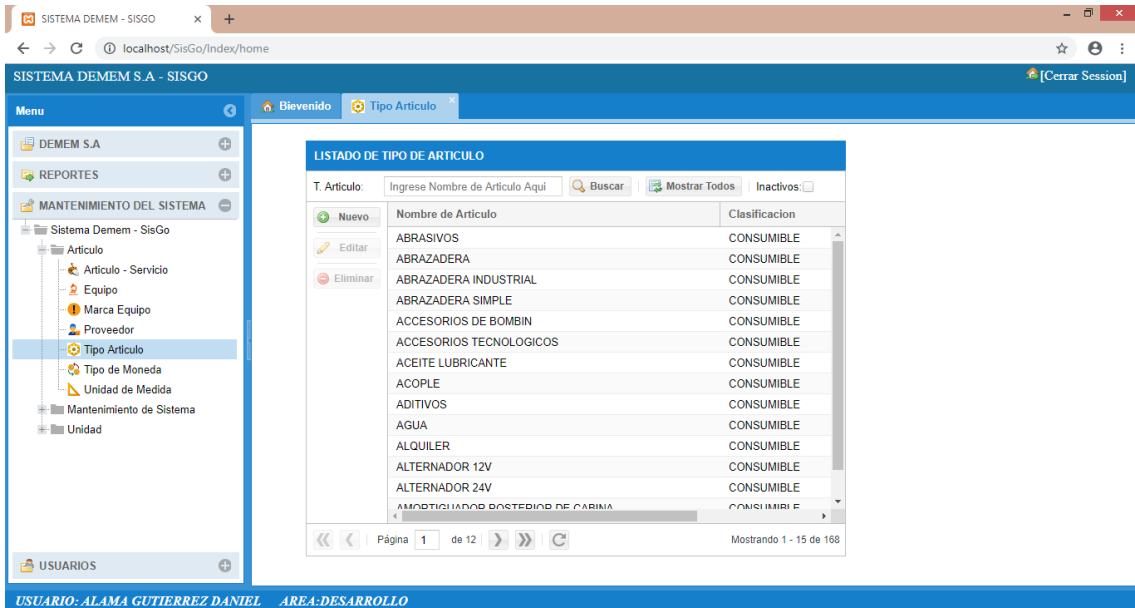 SISTEMA DEMEM - SISGO
localhost/SisGo/Index/home
SISTEMA DEMEM S.A - SISGO
[Cerrar Session]
Menu
Bievenido
Tipo Articulo
DEMEM S.A
REPORTES
MANTENIMIENTO DEL SISTEMA
Sistema Demem - SisGo
Articulo
Articulo - Servicio
Equipo
Marca Equipo
Proveedor
Tipo Articulo
Tipo de Moneda
Unidad de Medida
Mantenimiento de Sistema
Unidad
USUARIOS
LISTADO DE TIPO DE ARTICULO
T. Articulo: Ingrese Nombre de Articulo Aqui Buscar Mostrar Todos Inactivos:
Nuevo
Editar
Eliminar
Nombre de Articulo Clasificacion
ABRASIVOS CONSUMIBLE
ABRAZADERA CONSUMIBLE
ABRAZADERA INDUSTRIAL CONSUMIBLE
ABRAZADERA SIMPLE CONSUMIBLE
ACCESORIOS DE BOMBIN CONSUMIBLE
ACCESORIOS TECNOLOGICOS CONSUMIBLE
ACEITE LUBRICANTE CONSUMIBLE
ACOPLE CONSUMIBLE
ADITIVOS CONSUMIBLE
AGUA CONSUMIBLE
ALQUILER CONSUMIBLE
ALTERNADOR 12V CONSUMIBLE
ALTERNADOR 24V CONSUMIBLE
AMORTIGUADOR POSTERIOR DE CABINA CONSUMIBLE
Página 1 de 12 Mostrando 1 - 15 de 168
USUARIO: ALAMA GUTIERREZ DANIEL AREA:DESARROLLO